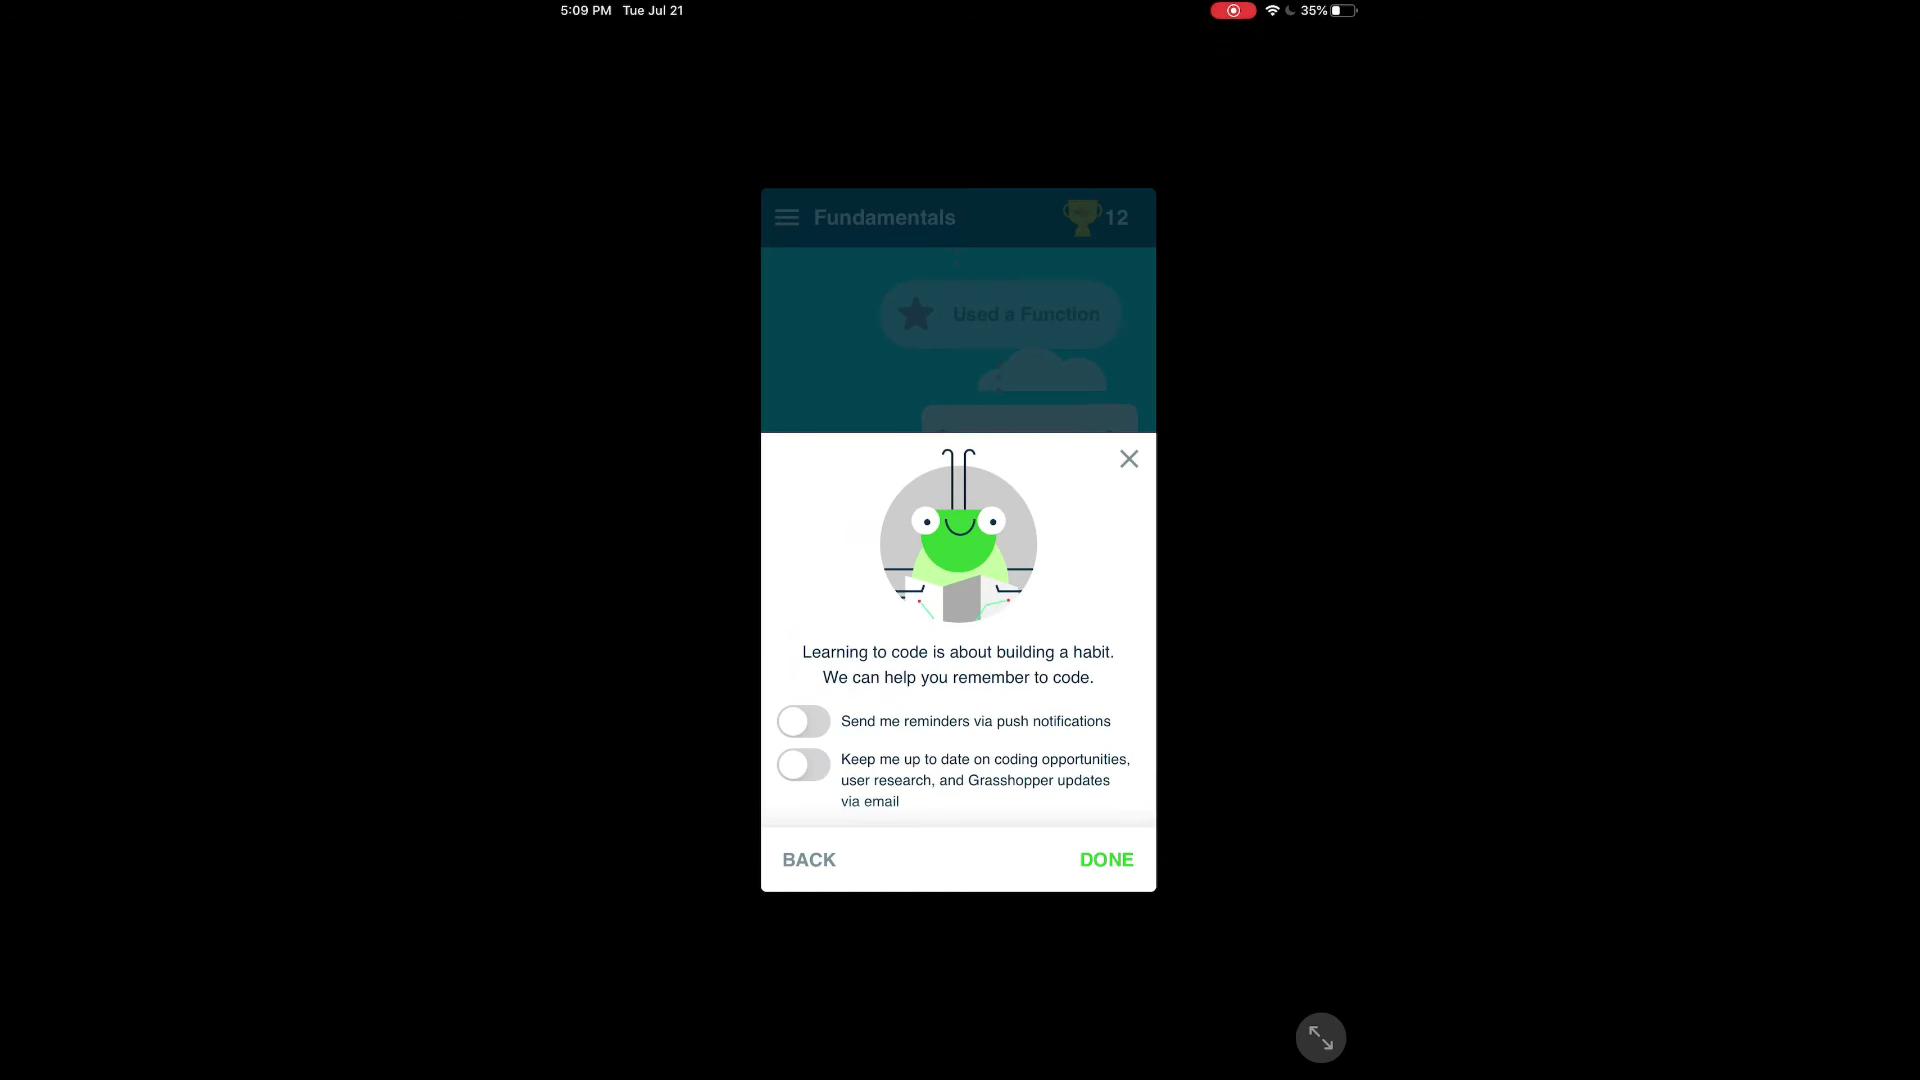 5:09 PM Tue Jul 21
35%
Fundamentals
12
Used a Function
Learning to code is about building a habit.
We can help you remember to code.
Send me reminders via push notifications
Keep me up to date on coding opportunities,
user research, and Grasshopper updates
via email
BACK
DONE